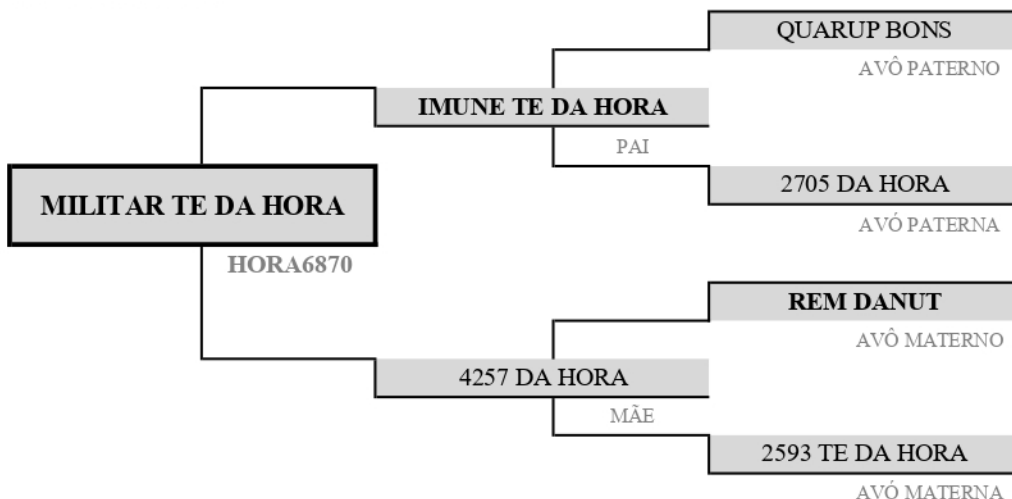 QUARUP BONS
AVÔ PATERNO
IMUNE TE DA HORA
PAI
2705 DA HORA
AVÓ PATERNA
MILITAR TE DA HORA
HORA6870
REM DANUT
AVÔ MATERNO
4257 DA HORA
MÃE
2593 TE DA HORA
AVÓ MATERNA